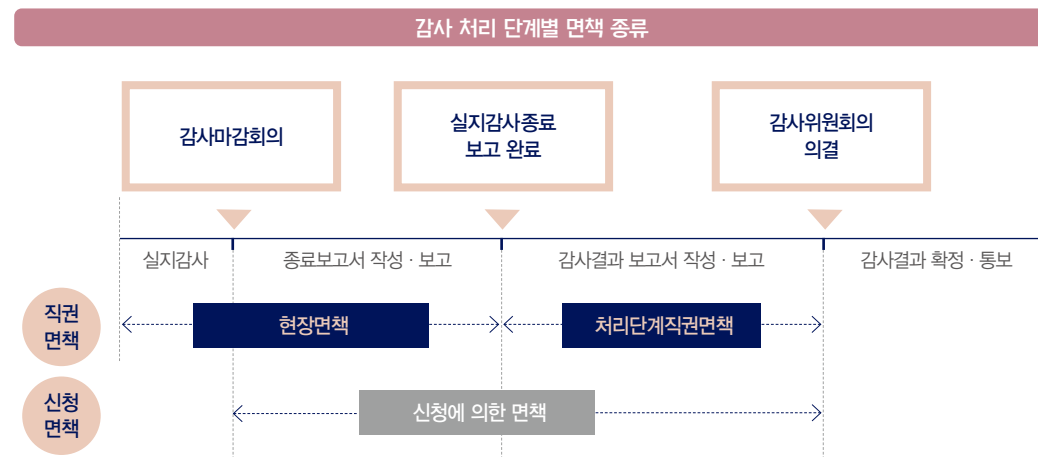 감사 처리 단계별 면책 종류
감사마감회의
실지감사종료
보고 완료
감사위원회의
의결
실지감사
종료보고서 작성 · 보고
감사결과 보고서 작성 · 보고
감사결과 확정 · 통보
직권
면책
현장면책
처리단계직권면책
신청
면책
신청에 의한 면책